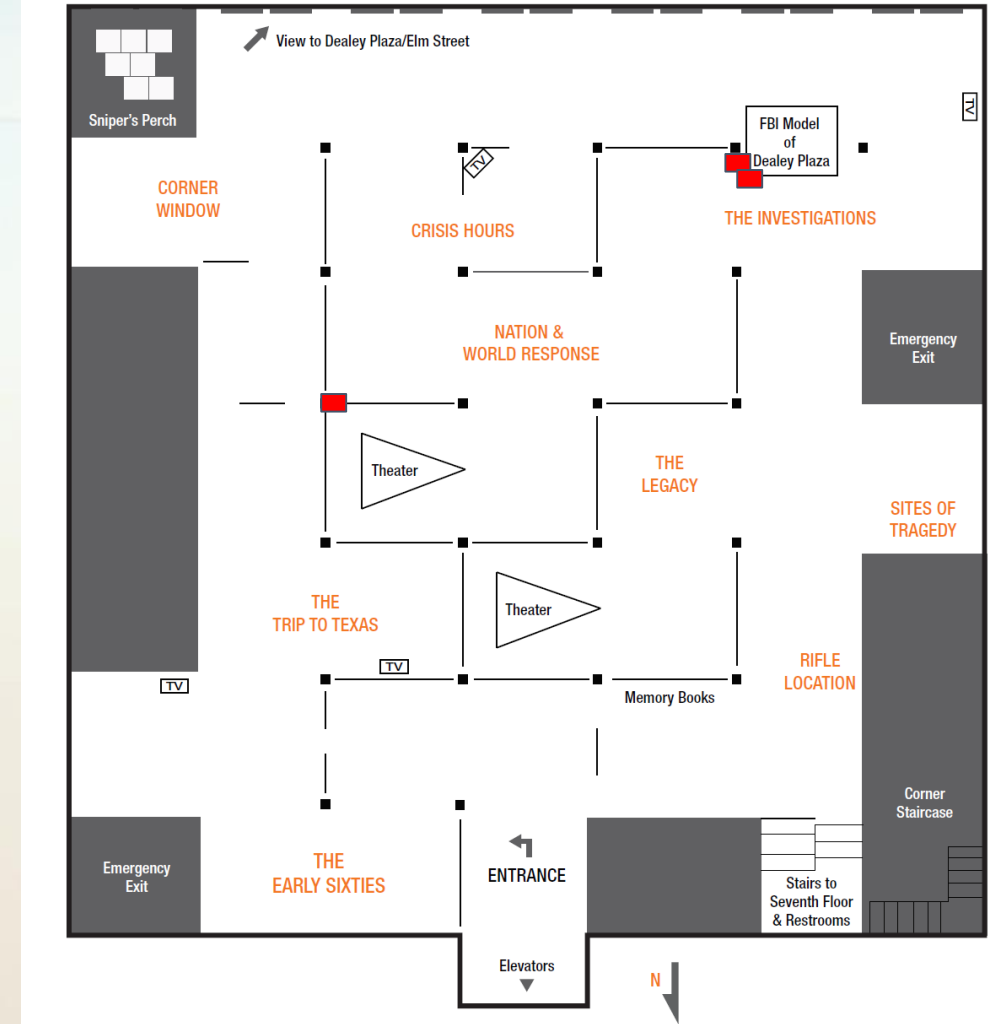 View to Dealey Plaza/Elm Street
Sniper's Perch
TV
FBI Model
of
Dealey Plaza
TV
CORNER
WINDOW
CRISIS HOURS
THE INVESTIGATIONS
NATION &
WORLD RESPONSE
Emergency
Exit
Theater
THE
LEGACY
SITES OF
TRAGEDY
THE
TRIP TO TEXAS
Theater
TV
TV
RIFLE
LOCATION
Memory Books
Corner
Staircase
Emergency
Exit
THE
EARLY SIXTIES
ENTRANCE
Stairs to
Seventh Floor
& Restrooms
Elevators
N